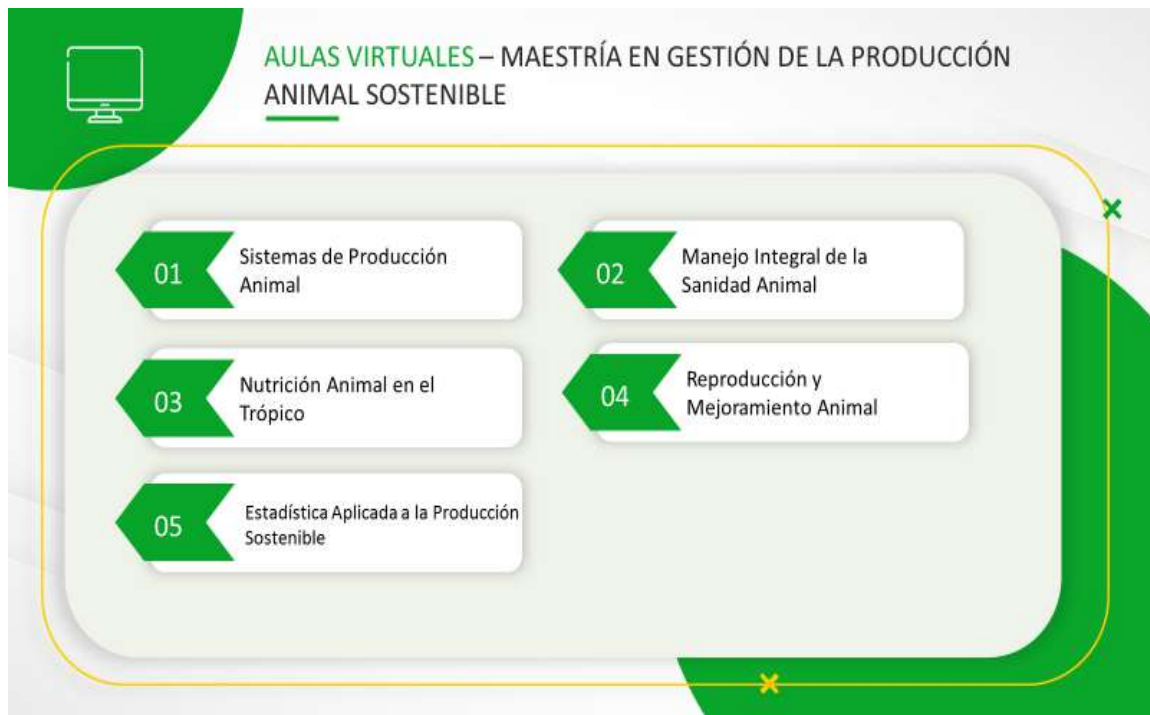 AULAS VIRTUALES – MAESTRÍA EN GESTIÓN DE LA PRODUCCIÓN
ANIMAL SOSTENIBLE
01
Sistemas de Producción
Animal
02
Manejo Integral de la
Sanidad Animal
03
Nutrición Animal en el
Trópico
04
Reproducción y
Mejoramiento Animal
05
Estadística Aplicada a la Producción
Sostenible